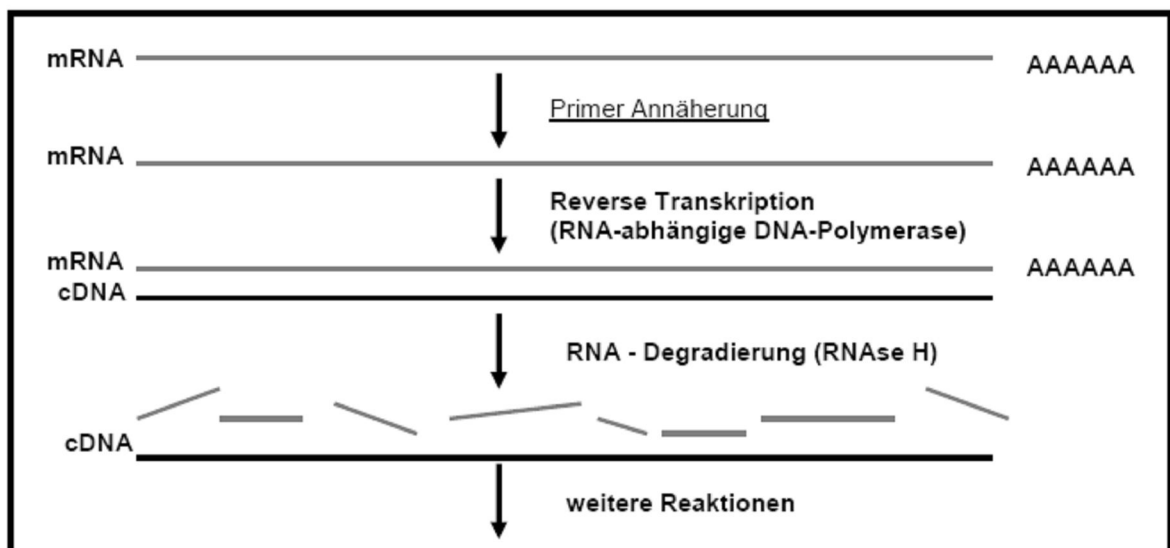 mRNA AAAAAA
Primer Annäherung
mRNA AAAAAA
Reverse Transkription
(RNA-abhängige DNA-Polymerase)
mRNA AAAAAA
cDNA
RNA - Degradierung (RNAse H)
cDNA
weitere Reaktionen